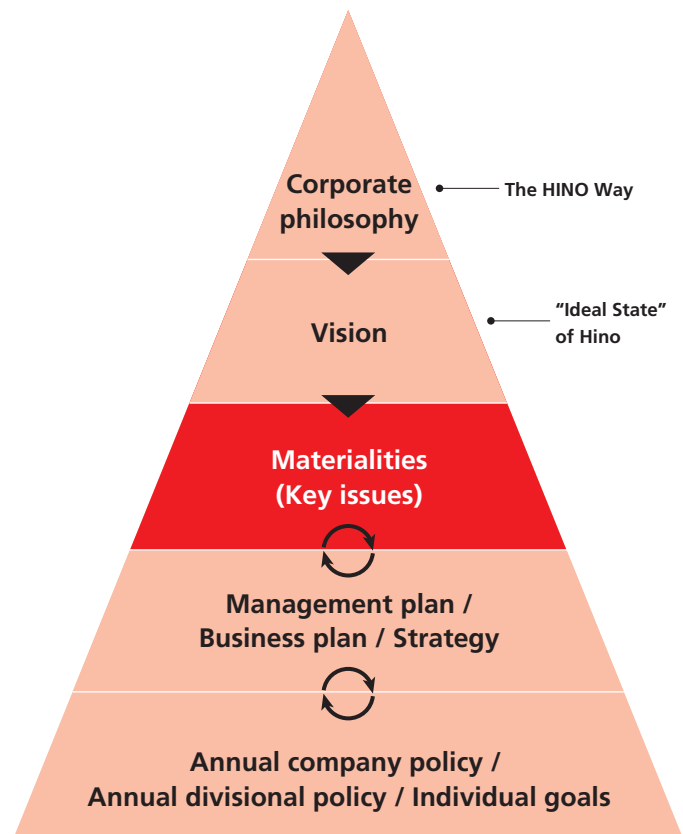 Corporate
philosophy
The HINO Way
Vision
“Ideal State”
of Hino
Materialities
(Key issues)
Management plan /
Business plan / Strategy
Annual company policy /
Annual divisional policy / Individual goals